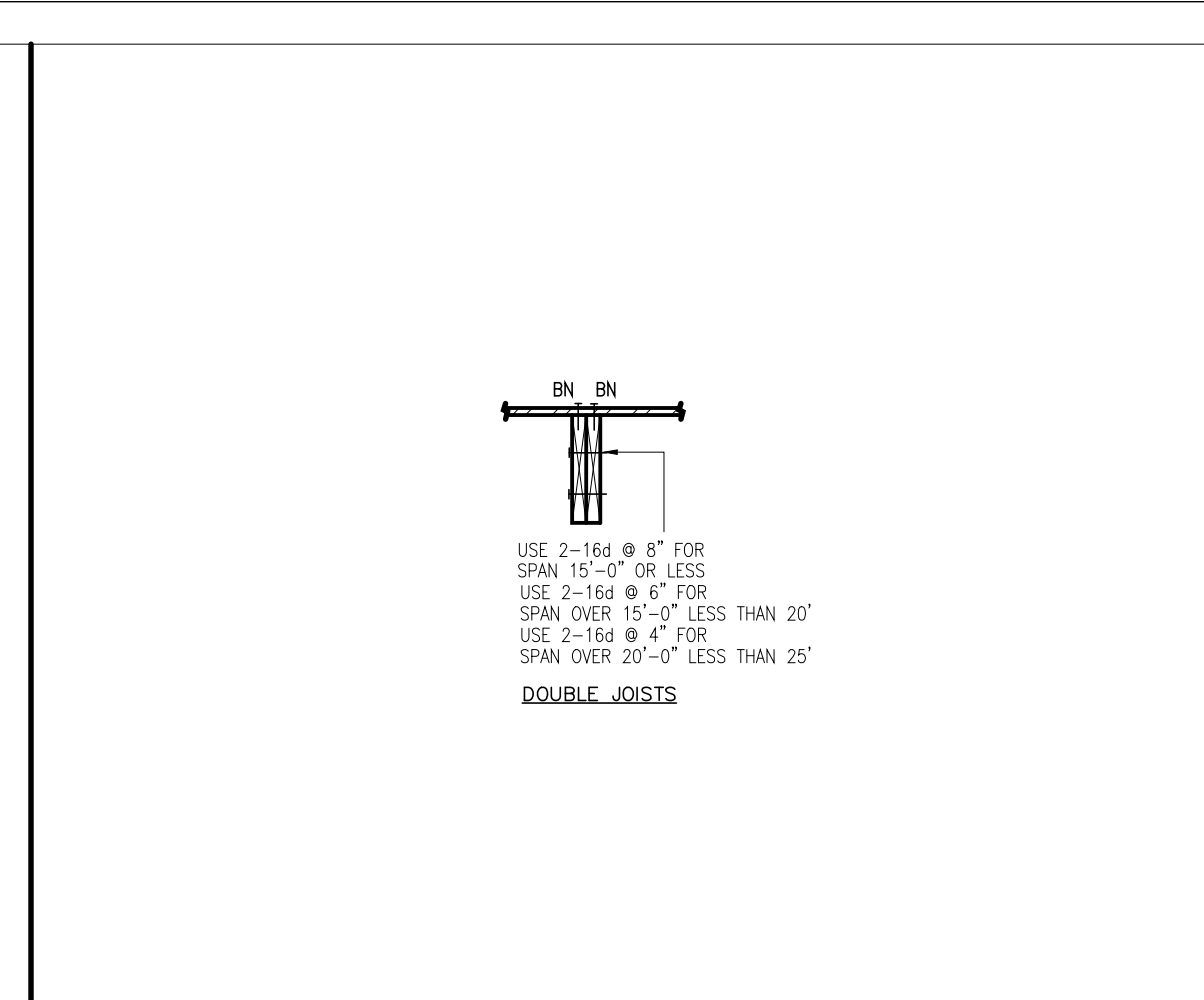 BN BN
USE 2-16d @ 8" FOR
SPAN 15'-0" OR LESS
USE 2-16d @ 6" FOR
SPAN OVER 15'-0" LESS THAN 20'
USE 2-16d @ 4" FOR
SPAN OVER 20'-0" LESS THAN 25'
DOUBLE JOISTS